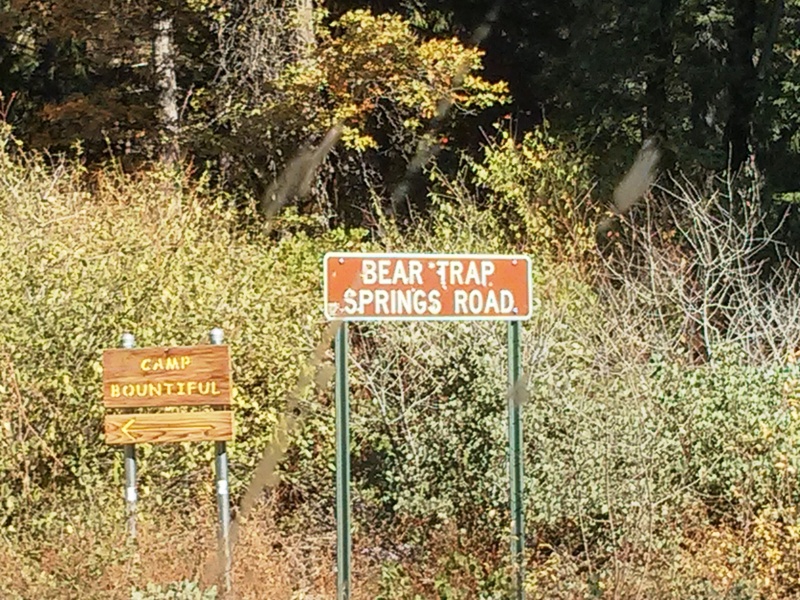 BEAR TRAP
SPRINGS ROAD
CAMP
BOUNTIFUL